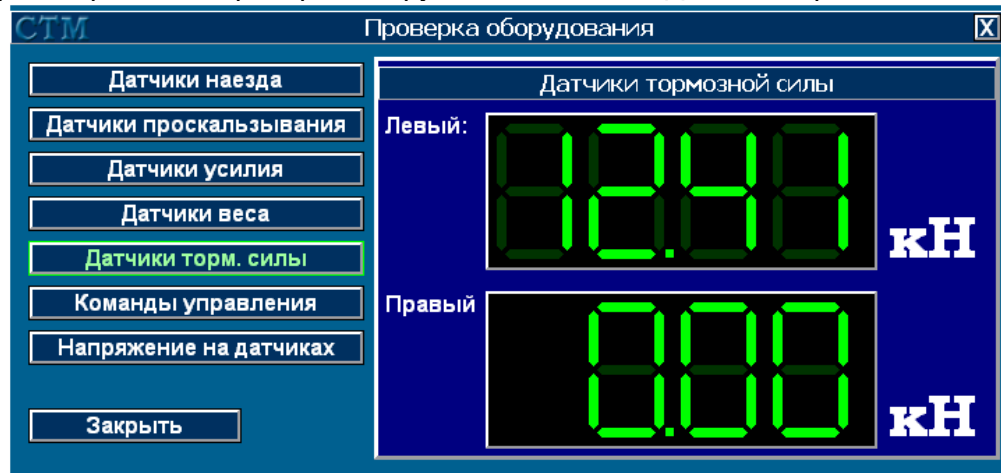 СТМ Проверка оборудования X
Датчики наезда
Датчики проскальзывания
Датчики усилия
Датчики веса
Датчики торм. силы
Команды управления
Напряжение на датчиках
Закрыть
Датчики тормозной силы
Левый: 12.41 кН
Правый 0.00 кН